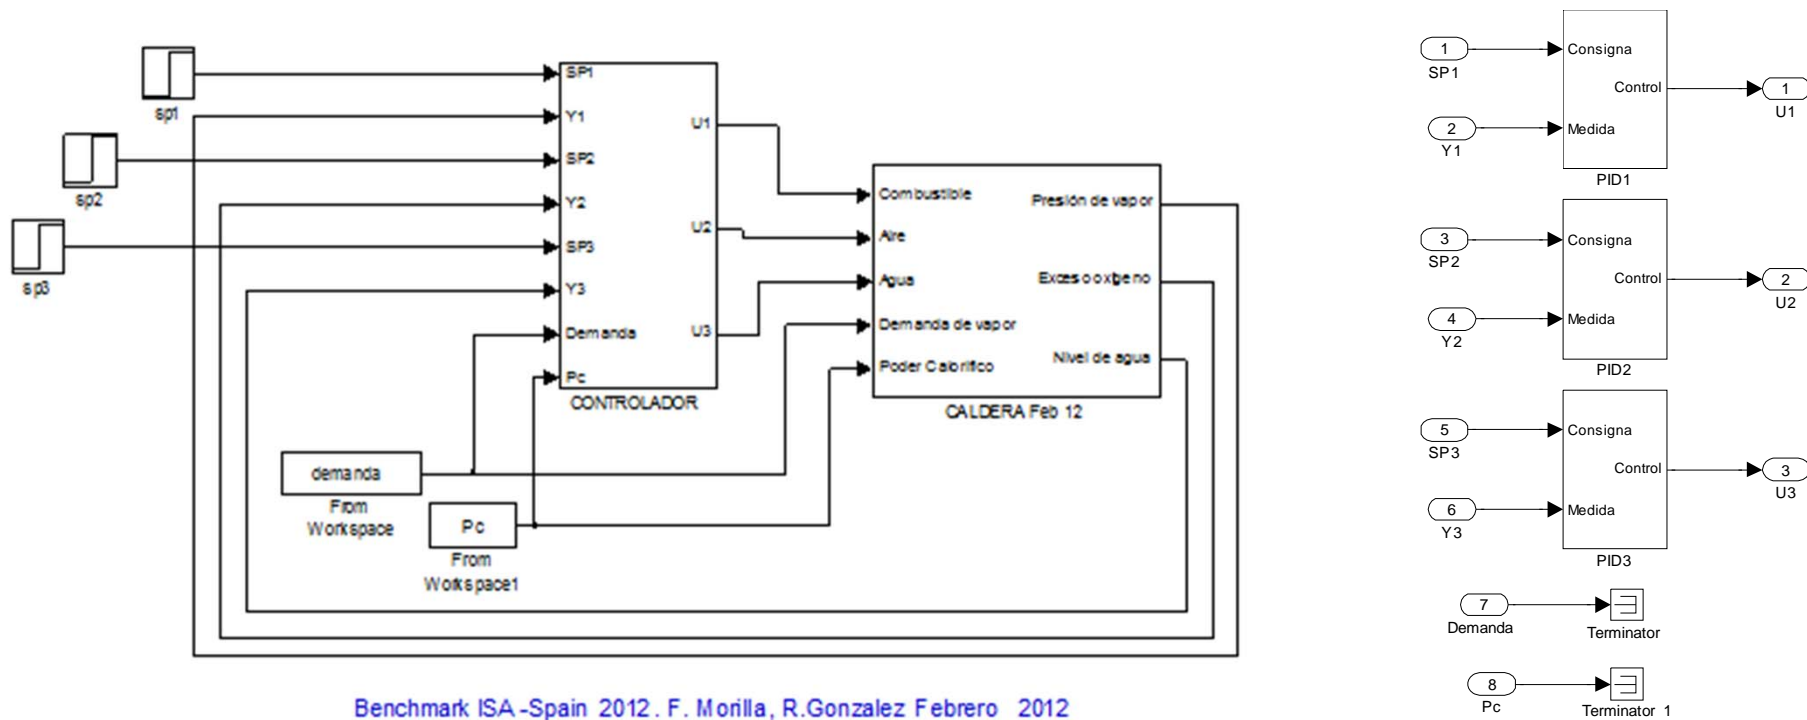 sp1
sp2
sp3
SP1
Y1
SP2
Y2
SP3
Y3
Demanda
Pc
U1
U2
U3
CONTROLADOR
Combustible
Aire
Agua
Demanda de vapor
Poder Calorifico
Presión de vapor
Exceso oxigeno
Nivel de agua
CALDERA Feb 12
demanda
From
Workspace
Pc
From
Workspace1
Benchmark ISA-Spain 2012. F. Morilla, R.Gonzalez Febrero 2012
1
SP1
2
Y1
Consigna
Control
Medida
PID1
1
U1
3
SP2
4
Y2
Consigna
Control
Medida
PID2
2
U2
5
SP3
6
Y3
Consigna
Control
Medida
PID3
3
U3
7
Demanda
Terminator
8
Pc
Terminator 1